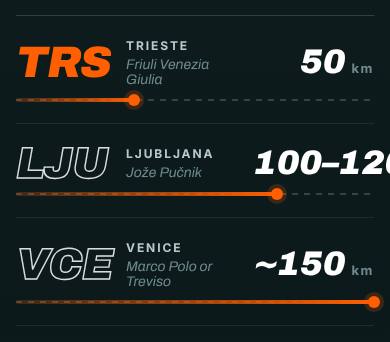 TRS
TRIESTE
Friuli Venezia
Giulia
50 km
LJU
LJUBLJANA
Jože Pučnik
100–120
VCE
VENICE
Marco Polo or
Treviso
~150 km